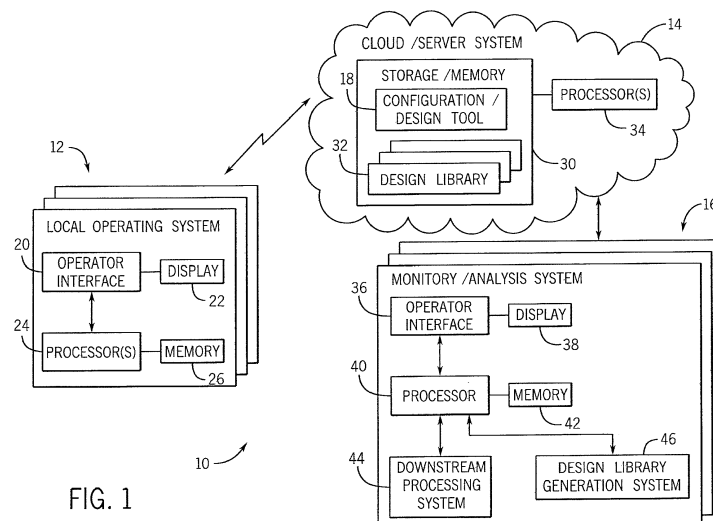 CLOUD /SERVER SYSTEM
14
STORAGE /MEMORY
18
CONFIGURATION /
DESIGN TOOL
PROCESSOR(S)
34
32
DESIGN LIBRARY
30
12
LOCAL OPERATING SYSTEM
20
OPERATOR
INTERFACE
DISPLAY
22
24
PROCESSOR(S)
MEMORY
26
16
MONITORY /ANALYSIS SYSTEM
36
OPERATOR
INTERFACE
DISPLAY
38
40
PROCESSOR
MEMORY
42
44
DOWNSTREAM
PROCESSING
SYSTEM
46
DESIGN LIBRARY
GENERATION SYSTEM
10
FIG. 1